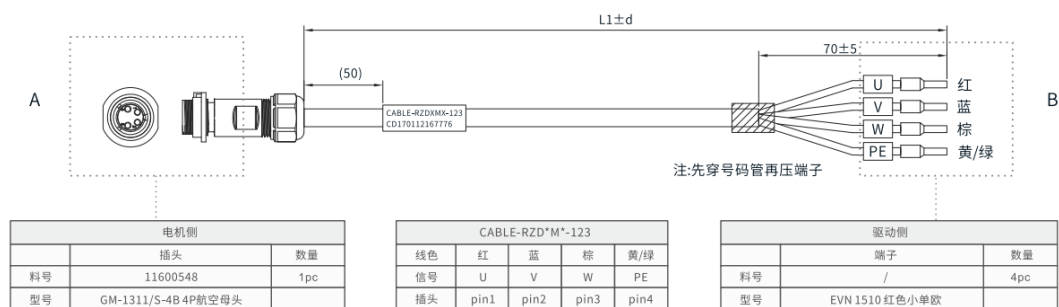 L1±d
70±5
(50)
A
B
U 红
V 蓝
W 棕
PE 黄/绿
CABLE-RZDXMX-123
CD170112167776
注:先穿号码管再压端子
电机侧
插头 数量
料号 11600548 1pc
型号 GM-1311/S-4B 4P航空母头
CABLE-RZD*M*-123
线色 红 蓝 棕 黄/绿
信号 U V W PE
插头 pin1 pin2 pin3 pin4
驱动侧
端子 数量
料号 / 4pc
型号 EVN 1510 红色小单欧